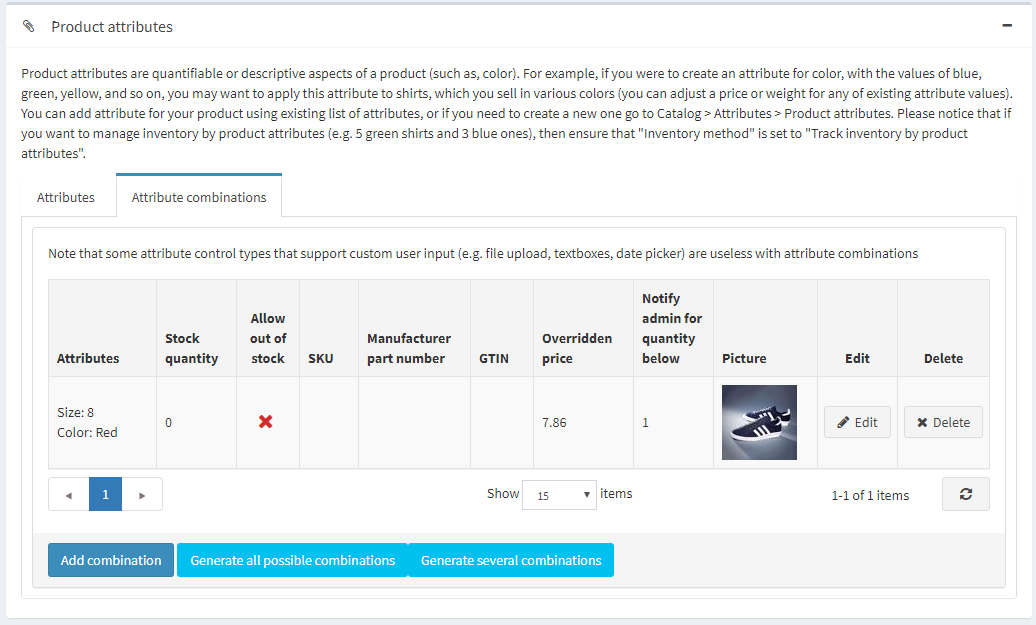 Product attributes
Product attributes are quantifiable or descriptive aspects of a product (such as, color). For example, if you were to create an attribute for color, with the values of blue,
green, yellow, and so on, you may want to apply this attribute to shirts, which you sell in various colors (you can adjust a price or weight for any of existing attribute values).
You can add attribute for your product using existing list of attributes, or if you need to create a new one go to Catalog > Attributes > Product attributes. Please notice that if
you want to manage inventory by product attributes (e.g. 5 green shirts and 3 blue ones), then ensure that "Inventory method" is set to "Track inventory by product
attributes".
Attributes
Attribute combinations
Note that some attribute control types that support custom user input (e.g. file upload, textboxes, date picker) are useless with attribute combinations
Attributes
Stock
quantity
Allow
out of
stock
SKU
Manufacturer
part number
GTIN
Overridden
price
Notify
admin for
quantity
below
Picture
Edit
Delete
Size: 8
Color: Red
0
7.86
1
Edit
Delete
1
Show 15 items
1-1 of 1 items
Add combination
Generate all possible combinations
Generate several combinations